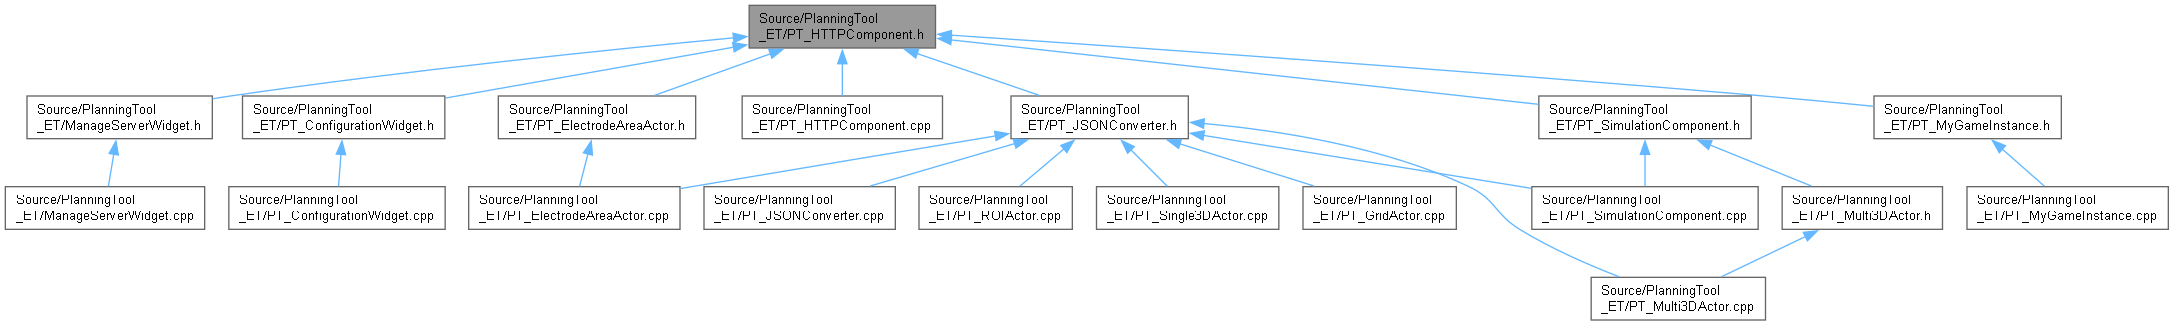 Source/PlanningTool
_ET/PT_HTTPComponent.h
Source/PlanningTool
_ET/ManageServerWidget.h
Source/PlanningTool
_ET/PT_ConfigurationWidget.h
Source/PlanningTool
_ET/PT_ElectrodeAreaActor.h
Source/PlanningTool
_ET/PT_HTTPComponent.cpp
Source/PlanningTool
_ET/PT_JSONConverter.h
Source/PlanningTool
_ET/PT_SimulationComponent.h
Source/PlanningTool
_ET/PT_MyGameInstance.h
Source/PlanningTool
_ET/ManageServerWidget.cpp
Source/PlanningTool
_ET/PT_ConfigurationWidget.cpp
Source/PlanningTool
_ET/PT_ElectrodeAreaActor.cpp
Source/PlanningTool
_ET/PT_JSONConverter.cpp
Source/PlanningTool
_ET/PT_ROIActor.cpp
Source/PlanningTool
_ET/PT_Single3DActor.cpp
Source/PlanningTool
_ET/PT_GridActor.cpp
Source/PlanningTool
_ET/PT_SimulationComponent.cpp
Source/PlanningTool
_ET/PT_Multi3DActor.h
Source/PlanningTool
_ET/PT_MyGameInstance.cpp
Source/PlanningTool
_ET/PT_Multi3DActor.cpp